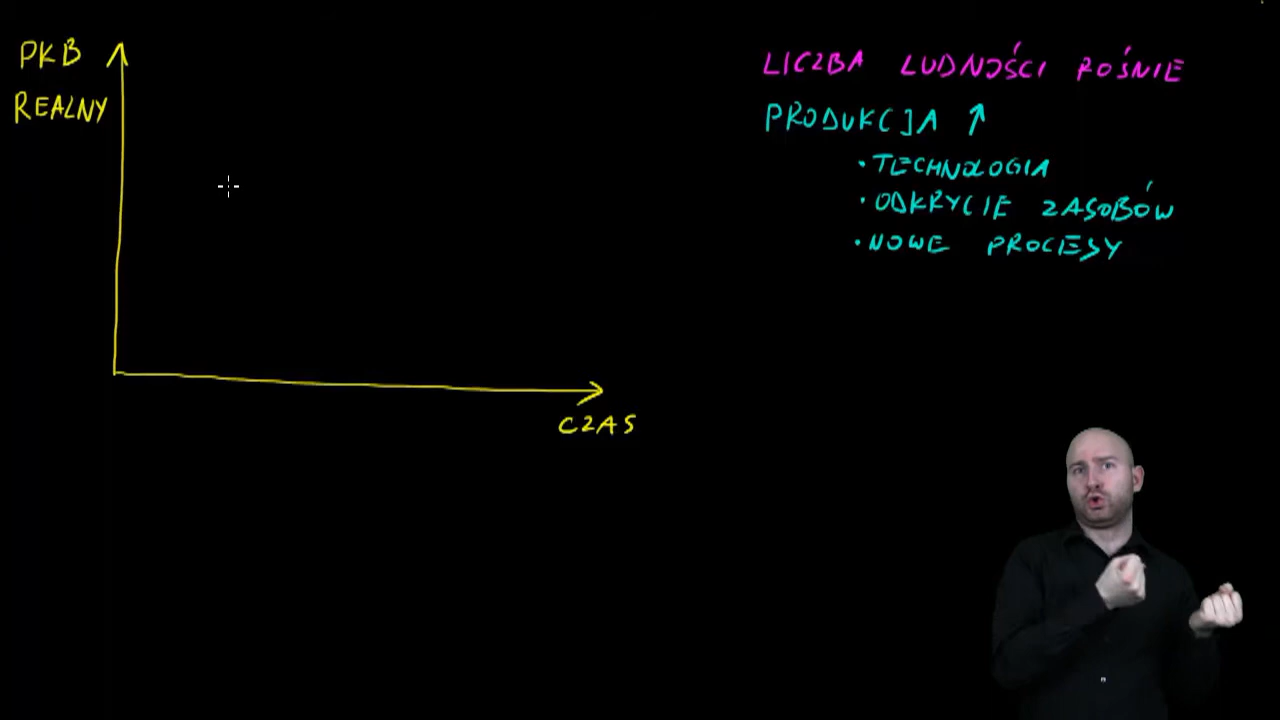 PKB
REALNY
CZAS
LICZBA LUDNOŚCI ROŚNIE
PRODUKCJA ↑
• TECHNOLOGIA
• ODKRYCIE ZASOBÓW
• NOWE PROCESY